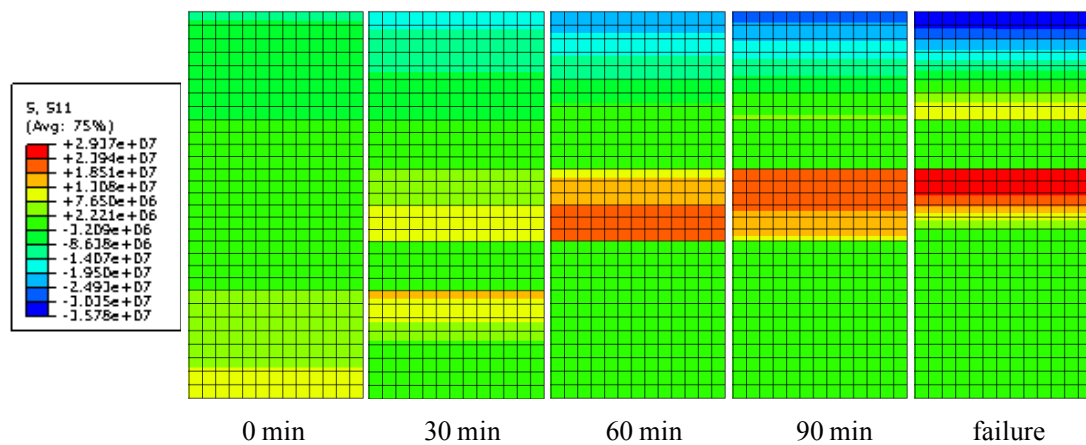 S, S11
(Avg: 75%)
+2.937e+07
+2.394e+07
+1.851e+07
+1.308e+07
+7.650e+06
+2.221e+06
-3.209e+06
-8.638e+06
-1.407e+07
-1.950e+07
-2.493e+07
-3.035e+07
-3.578e+07
0 min 30 min 60 min 90 min failure